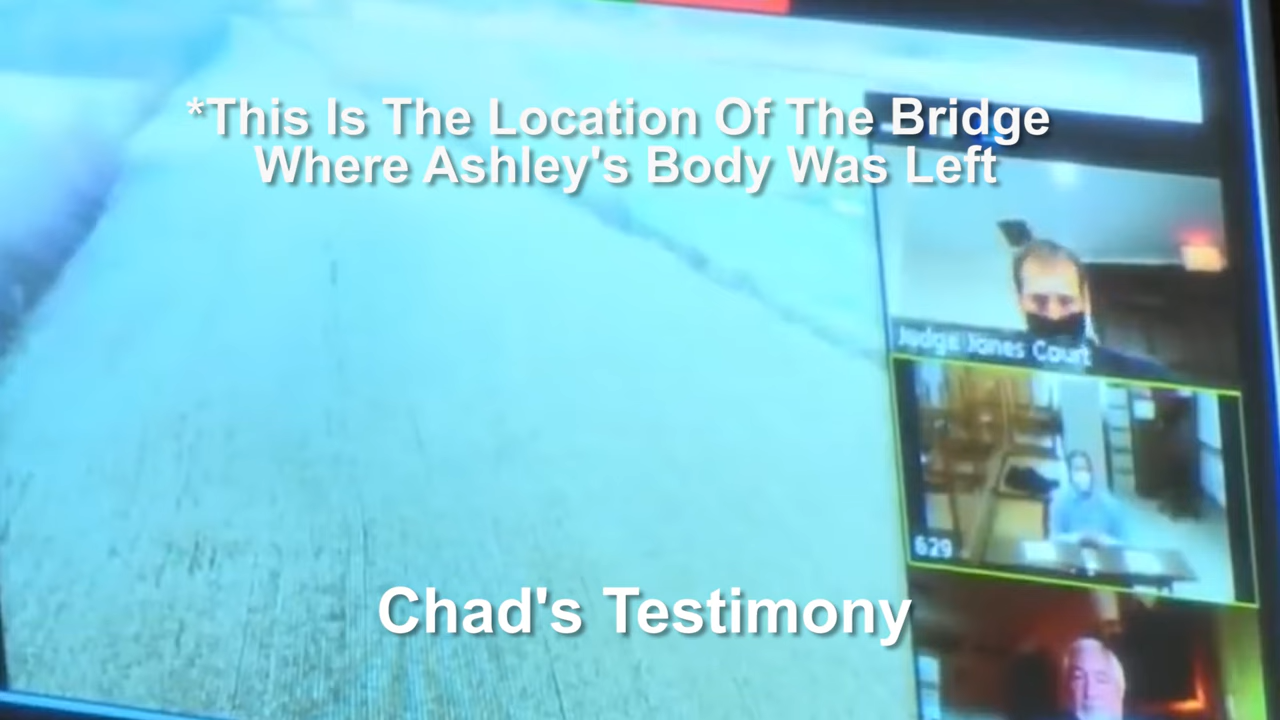 *This Is The Location Of The Bridge
Where Ashley's Body Was Left
Judge Jones Court
629
Chad's Testimony